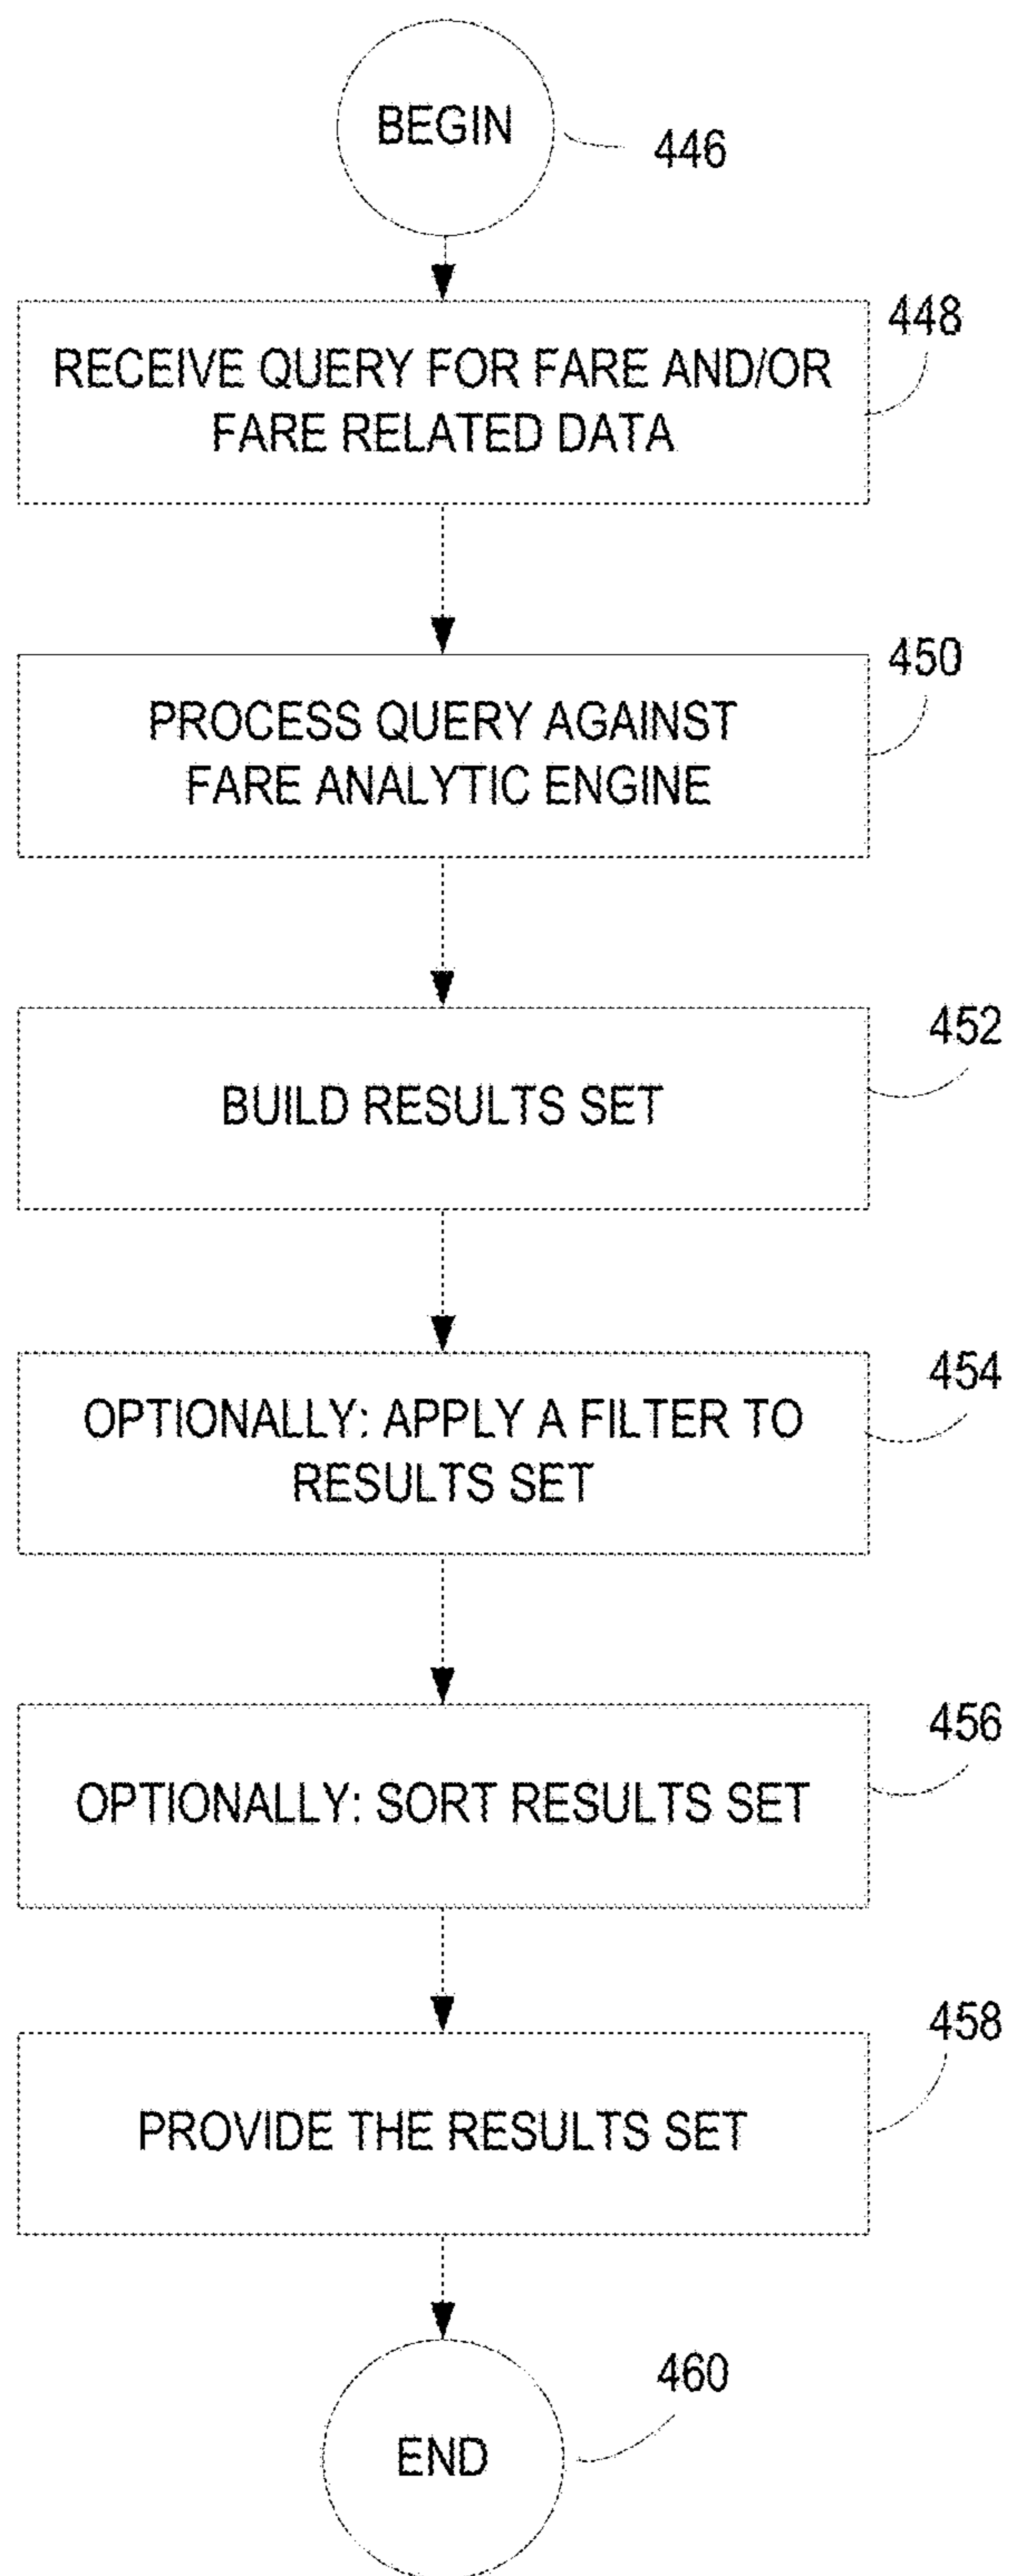 BEGIN
446
448
RECEIVE QUERY FOR FARE AND/OR
FARE RELATED DATA
450
PROCESS QUERY AGAINST
FARE ANALYTIC ENGINE
452
BUILD RESULTS SET
454
OPTIONALLY: APPLY A FILTER TO
RESULTS SET
456
OPTIONALLY: SORT RESULTS SET
458
PROVIDE THE RESULTS SET
460
END